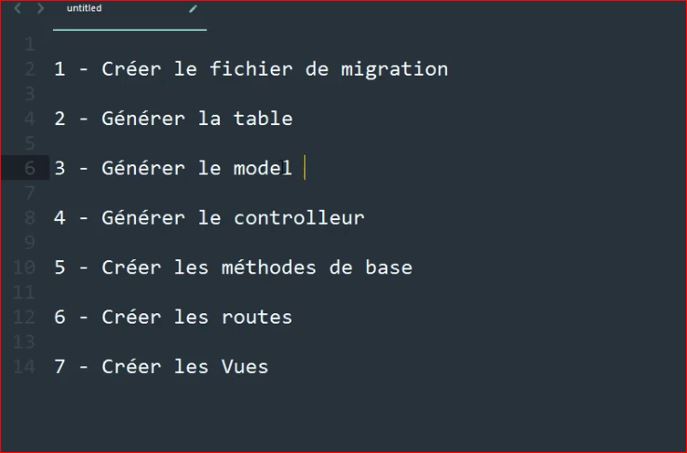 untitled
1
2 1 - Créer le fichier de migration
3
4 2 - Générer la table
5
6 3 - Générer le model
7
8 4 - Générer le controlleur
9
10 5 - Créer les méthodes de base
11
12 6 - Créer les routes
13
14 7 - Créer les Vues